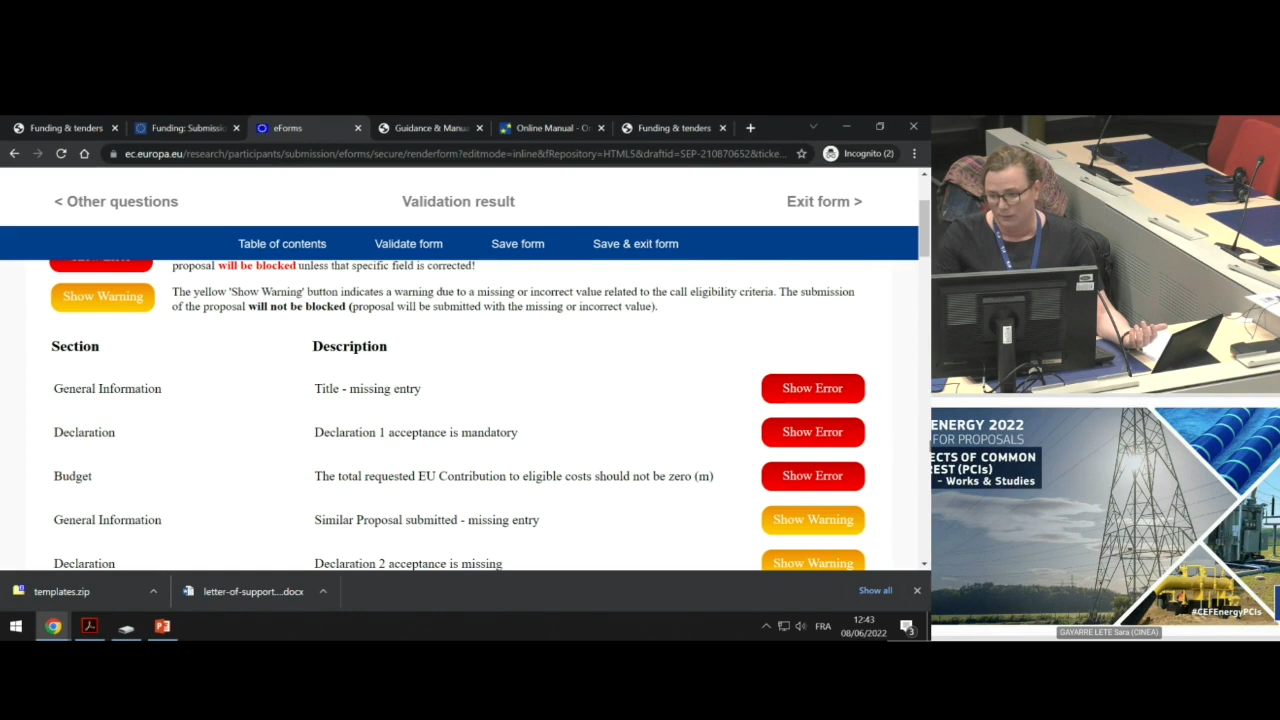 Funding & tenders
Funding: Submissio
eForms
Guidance & Manua
Online Manual - Or
Funding & tenders
ec.europa.eu/research/participants/submission/eforms/secure/renderform?editmode=inline&fRepository=HTML5&draftid=SEP-210870652&ticke...
Incognito (2)
< Other questions
Validation result
Exit form >
Table of contents
Validate form
Save form
Save & exit form
proposal will be blocked unless that specific field is corrected!
Show Warning
The yellow 'Show Warning' button indicates a warning due to a missing or incorrect value related to the call eligibility criteria. The submission
of the proposal will not be blocked (proposal will be submitted with the missing or incorrect value).
Section
Description
General Information
Title - missing entry
Show Error
Declaration
Declaration 1 acceptance is mandatory
Show Error
Budget
The total requested EU Contribution to eligible costs should not be zero (m)
Show Error
General Information
Similar Proposal submitted - missing entry
Show Warning
Declaration
Declaration 2 acceptance is missing
Show Warning
templates.zip
letter-of-support....docx
Show all
FRA
12:43
08/06/2022
3
ENERGY 2022
FOR PROPOSALS
ECTS OF COMMON
REST (PCIs)
- Works & Studies
#CEFEnergyPCIs
GAYARRE LETE Sara (CINEA)